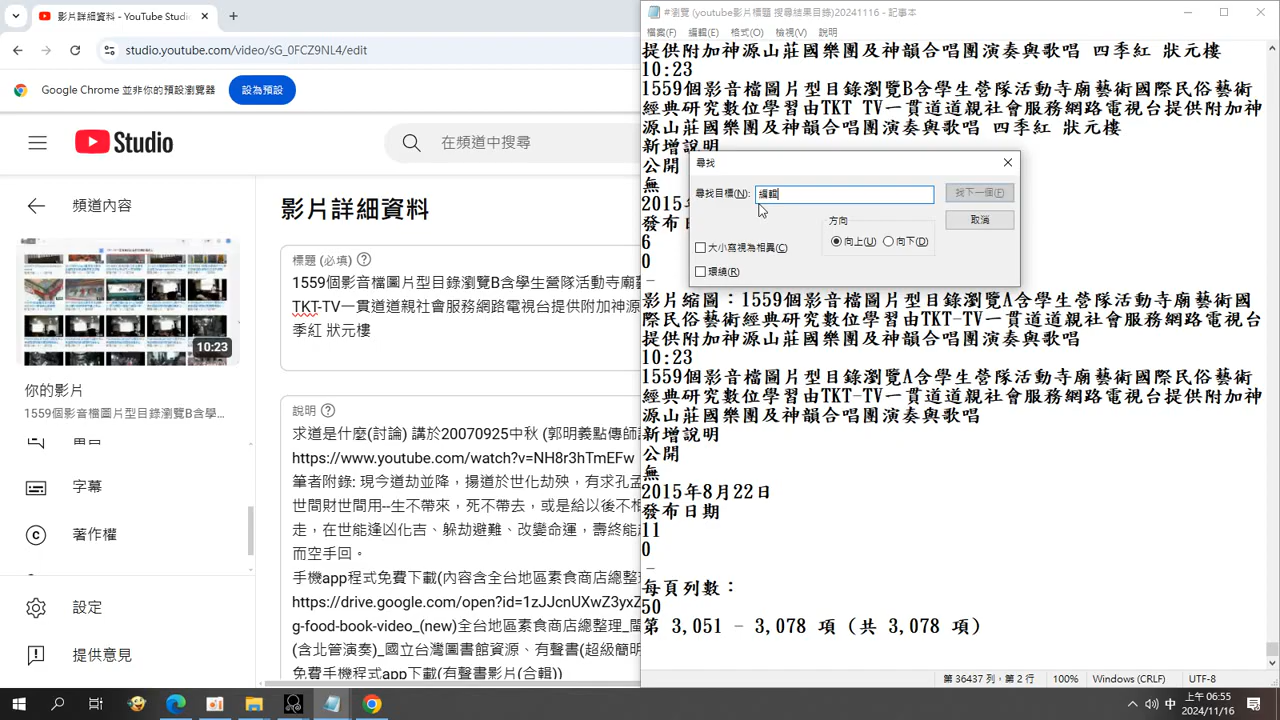 影片詳細資料 - YouTube Studi
studio.youtube.com/video/sG_0FCZ9NL4/edit
Google Chrome 並非你的預設瀏覽器
設為預設
Studio
在頻道中搜尋
頻道內容
10:23
你的影片
1559個影音檔圖片型目錄瀏覽B含學…
字幕
著作權
設定
提供意見
影片詳細資料
標題 (必填)
1559個影音檔圖片型目錄瀏覽B含學生營隊活動寺廟藝
TKT-TV一貫道道親社會服務網路電視台提供附加神源
季紅 狀元樓
說明
求道是什麼(討論) 講於20070925中秋 (郭明義點傳師講
https://www.youtube.com/watch?v=NH8r3hTmEFw
筆者附錄: 現今道劫並降，揚道於世化劫殃，有求孔孟
世間財世間用--生不帶來，死不帶去，或是給以後不相
走，在世能逢凶化吉、躲劫避難、改變命運，壽終能超
而空手回。
手機app程式免費下載(內容含全台地區素食商店總整理
https://drive.google.com/open?id=1zJJcnUXwZ3yxZ
g-food-book-video_(new)全台地區素食商店總整理_開
(含北管演奏)_國立台灣圖書館資源、有聲書(超級簡明
免費手機程式app下載(有聲書影片(合輯))
#瀏覽 (youtube影片標題 搜尋結果目錄)20241116 - 記事本
檔案(F) 編輯(E) 格式(O) 檢視(V) 說明
提供附加神源山莊國樂團及神韻合唱團演奏與歌唱 四季紅 狀元樓
10:23
1559個影音檔圖片型目錄瀏覽B含學生營隊活動寺廟藝術國際民俗藝術
經典研究數位學習由TKT TV一貫道道親社會服務網路電視台提供附加神
源山莊國樂團及神韻合唱團演奏與歌唱 四季紅 狀元樓
新增說明
公開
無
2015年
發布日
6
0
–
尋找
尋找目標(N):
編輯
找下一個(F)
取消
方向
向上(U) 向下(D)
大小寫視為相異(C)
環繞(R)
影片縮圖：1559個影音檔圖片型目錄瀏覽A含學生營隊活動寺廟藝術國
際民俗藝術經典研究數位學習由TKT-TV一貫道道親社會服務網路電視台
提供附加神源山莊國樂團及神韻合唱團演奏與歌唱
10:23
1559個影音檔圖片型目錄瀏覽A含學生營隊活動寺廟藝術國際民俗藝術
經典研究數位學習由TKT-TV一貫道道親社會服務網路電視台提供附加神
源山莊國樂團及神韻合唱團演奏與歌唱
新增說明
公開
無
2015年8月22日
發布日期
11
0
–
每頁列數：
50
第 3,051 – 3,078 項 (共 3,078 項)
第 36437 列，第 2 行
100%
Windows (CRLF)
UTF-8
中
上午 06:55
2024/11/16